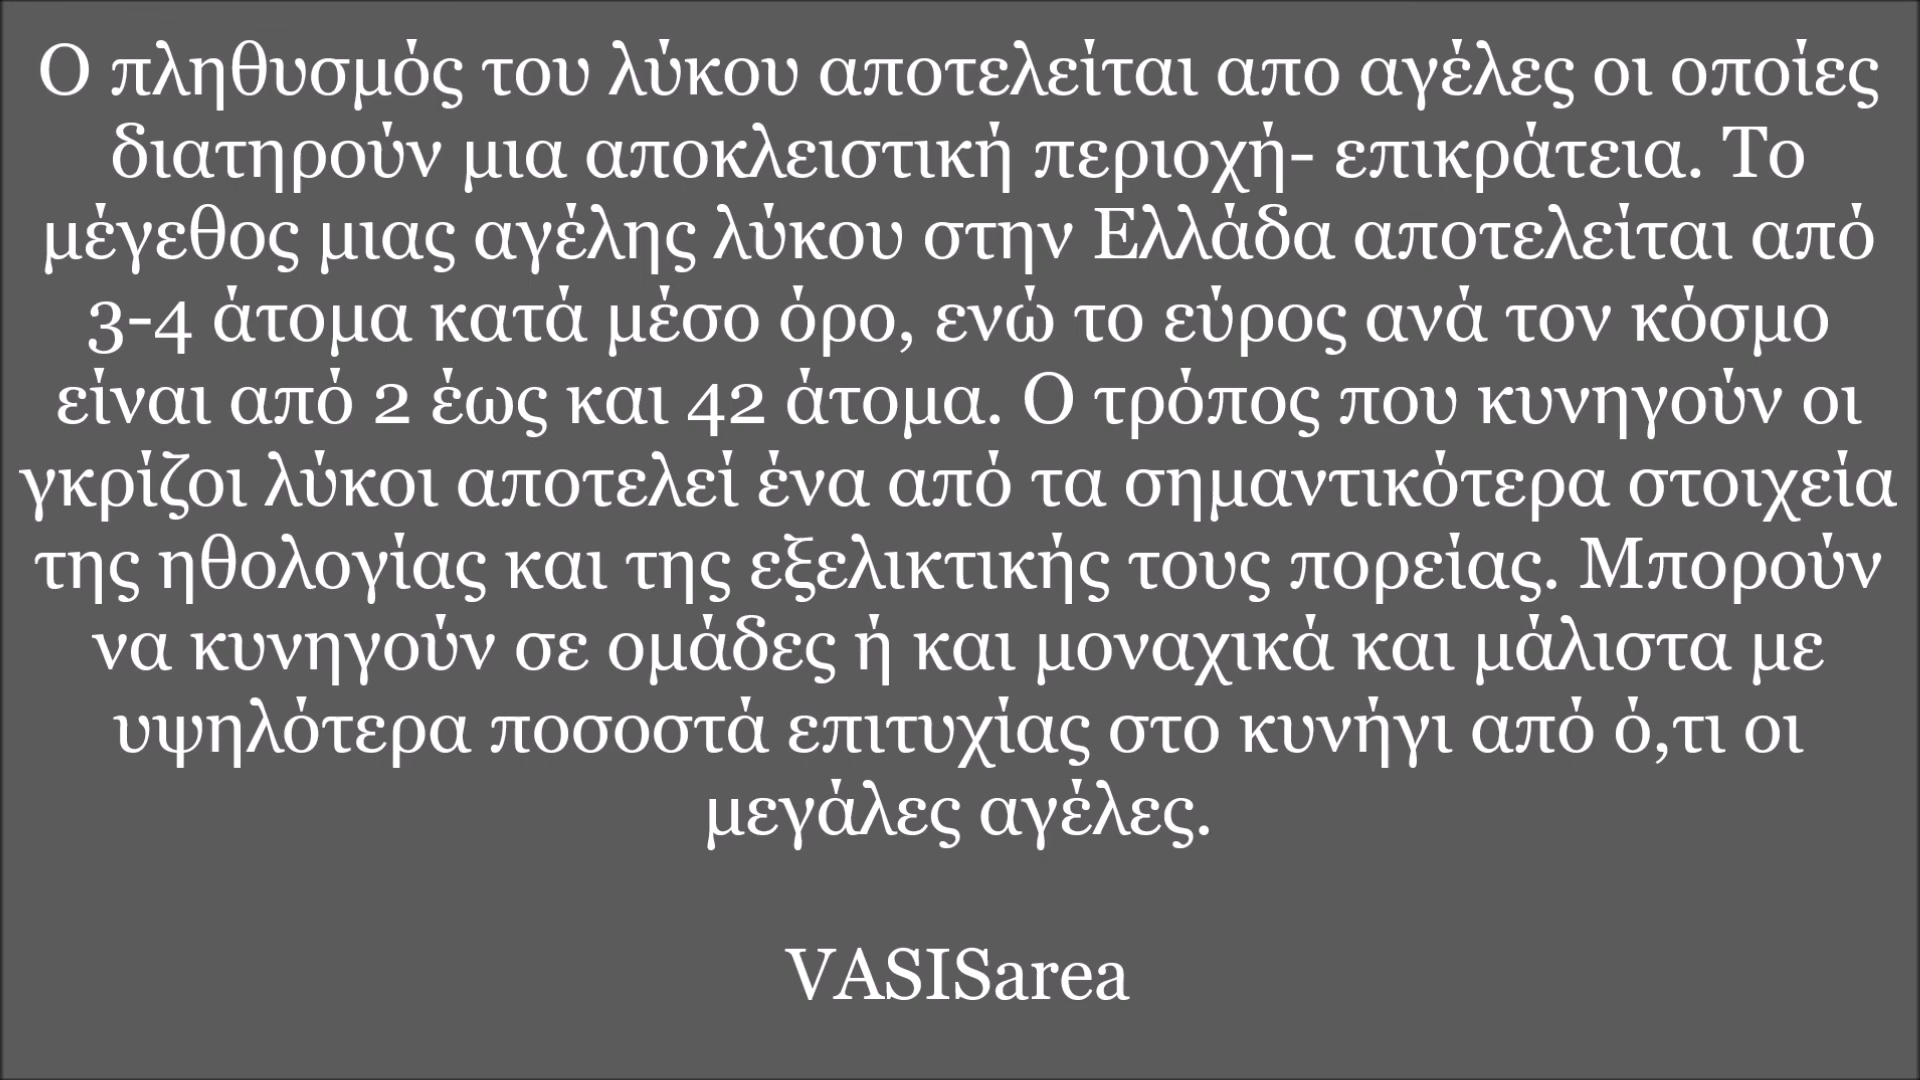 Ο πληθυσμός του λύκου αποτελείται απο αγέλες οι οποίες
διατηρούν μια αποκλειστική περιοχή- επικράτεια. Το
μέγεθος μιας αγέλης λύκου στην Ελλάδα αποτελείται από
3-4 άτομα κατά μέσο όρο, ενώ το εύρος ανά τον κόσμο
είναι από 2 έως και 42 άτομα. Ο τρόπος που κυνηγούν οι
γκρίζοι λύκοι αποτελεί ένα από τα σημαντικότερα στοιχεία
της ηθολογίας και της εξελικτικής τους πορείας. Μπορούν
να κυνηγούν σε ομάδες ή και μοναχικά και μάλιστα με
υψηλότερα ποσοστά επιτυχίας στο κυνήγι από ό,τι οι
μεγάλες αγέλες.
VASISarea